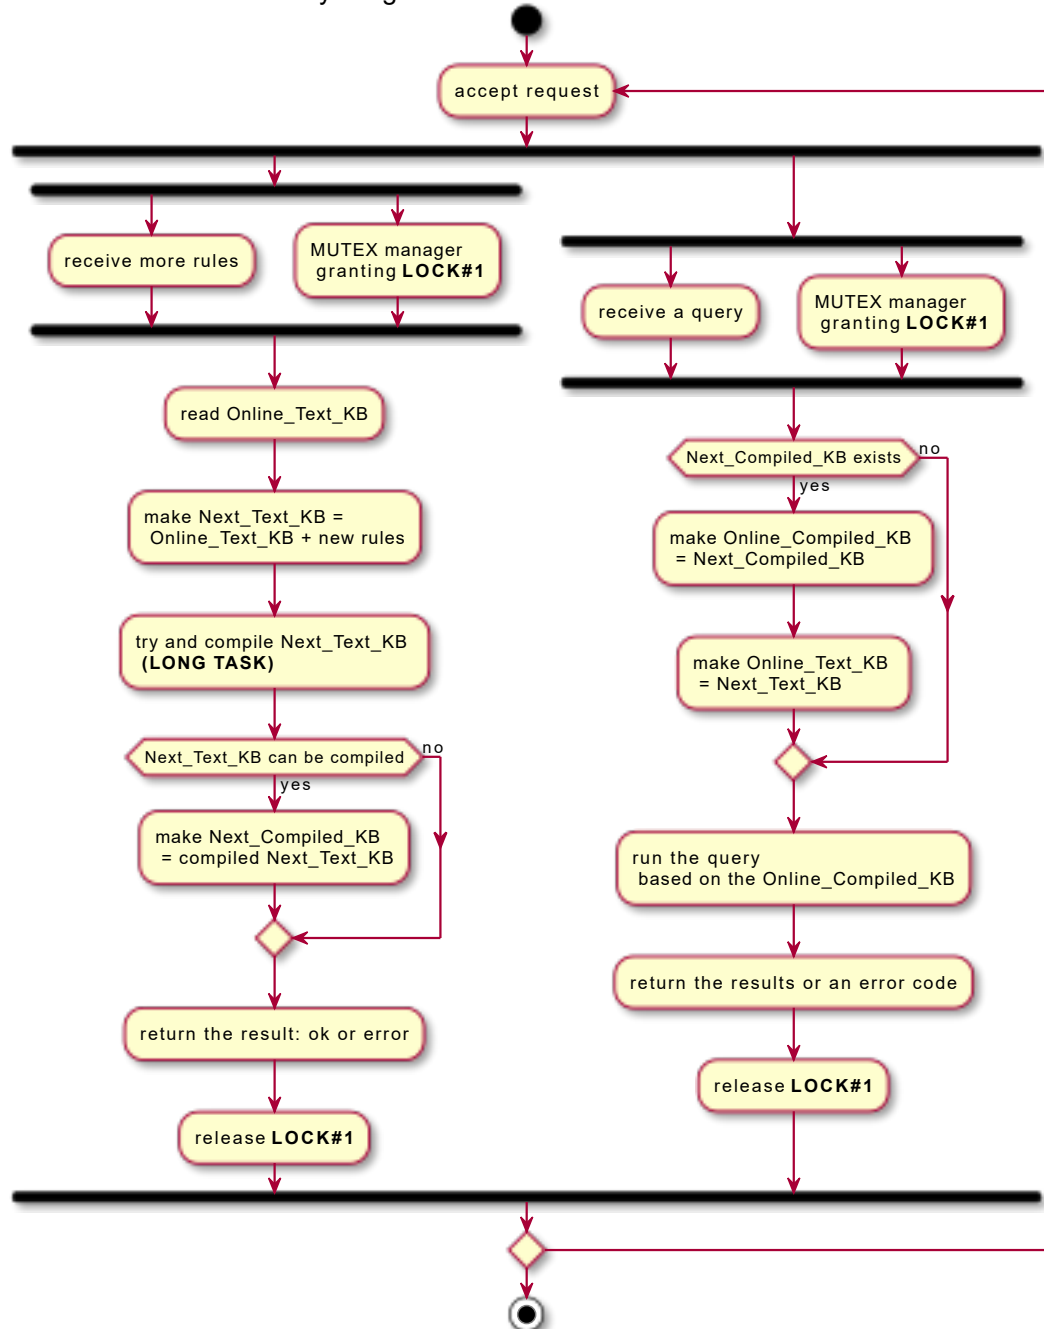 accept request
receive more rules
MUTEX manager
granting LOCK#1
receive a query
MUTEX manager
granting LOCK#1
read Online_Text_KB
make Next_Text_KB =
Online_Text_KB + new rules
try and compile Next_Text_KB
(LONG TASK)
Next_Text_KB can be compiled
no
yes
make Next_Compiled_KB
= compiled Next_Text_KB
return the result: ok or error
release LOCK#1
Next_Compiled_KB exists
no
yes
make Online_Compiled_KB
= Next_Compiled_KB
make Online_Text_KB
= Next_Text_KB
run the query
based on the Online_Compiled_KB
return the results or an error code
release LOCK#1